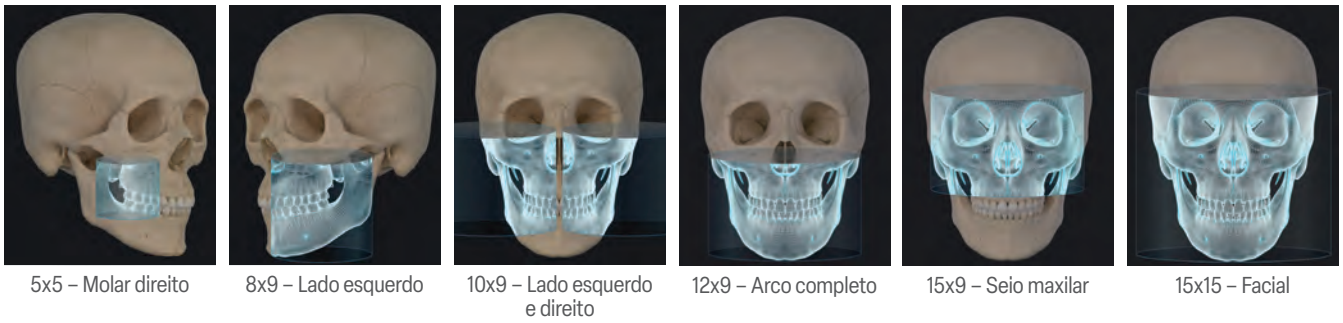 5x5 – Molar direito
8x9 – Lado esquerdo
10x9 – Lado esquerdo
e direito
12x9 – Arco completo
15x9 – Seio maxilar
15x15 – Facial